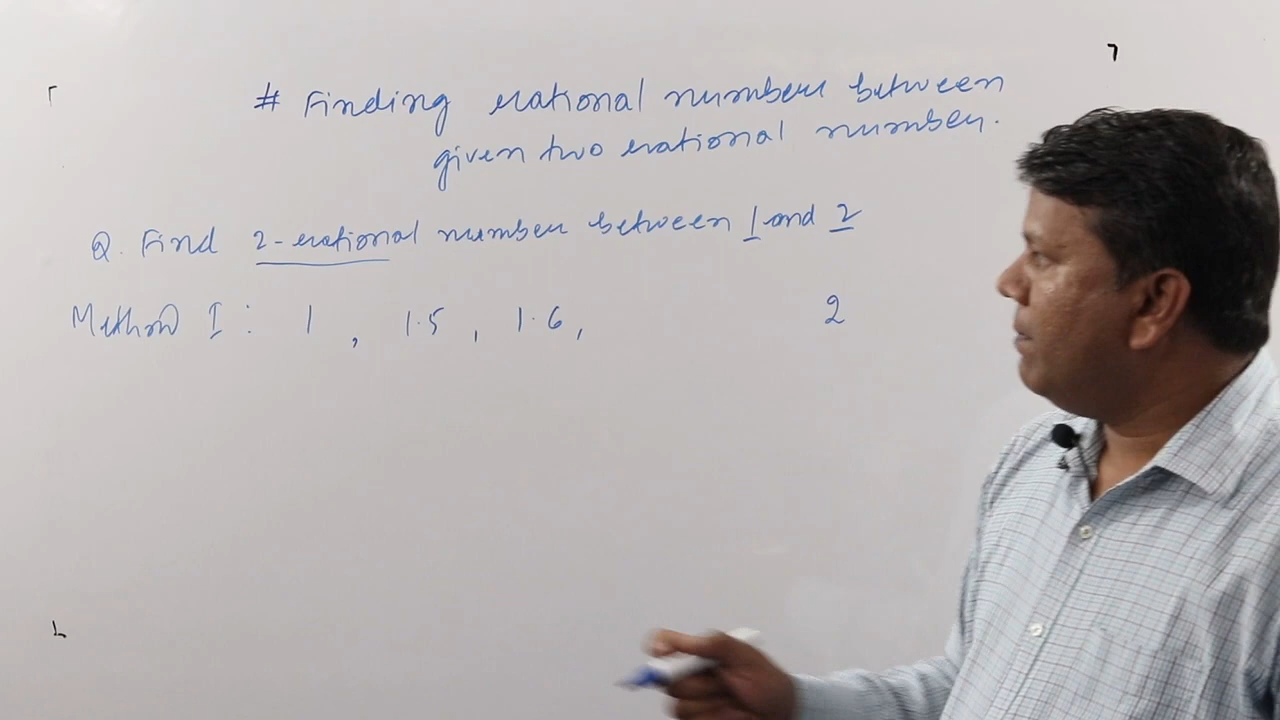 # Finding rational numbers between
given two rational number.
Q. Find 2-rational number between 1 and 2
Method I : 1 , 1.5 , 1.6 , 2